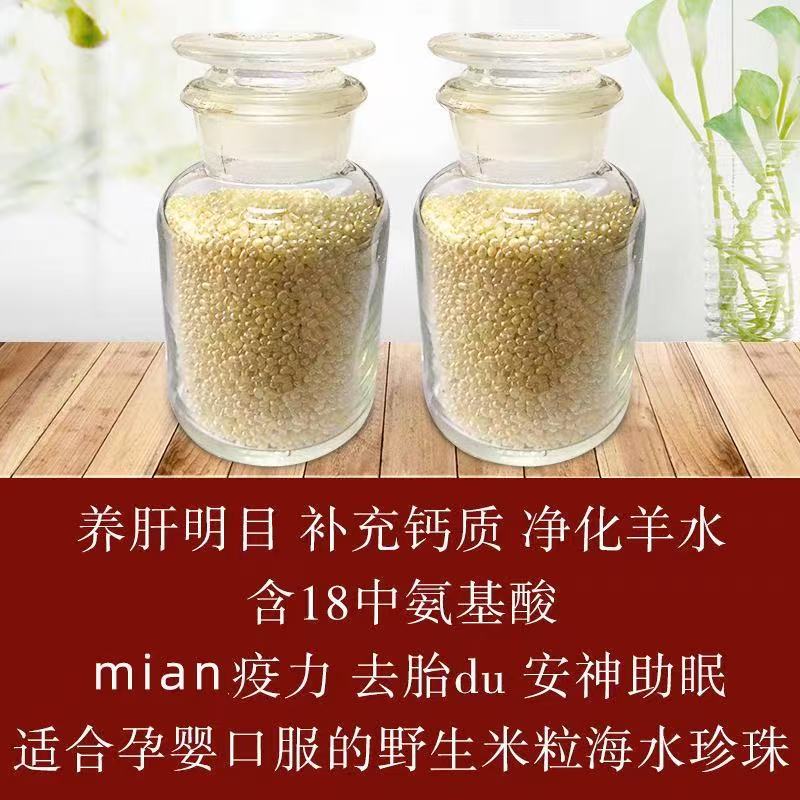 养肝明目 补充钙质 净化羊水
含18中氨基酸
mian疫力 去胎du 安神助眠
适合孕婴口服的野生米粒海水珍珠